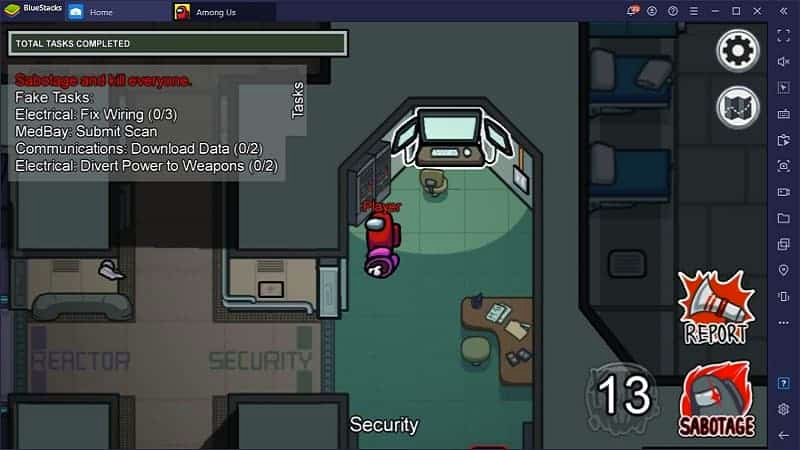 BlueStacks
Home
Among Us
TOTAL TASKS COMPLETED
Sabotage and kill everyone.
Fake Tasks:
Electrical: Fix Wiring (0/3)
MedBay: Submit Scan
Communications: Download Data (0/2)
Electrical: Divert Power to Weapons (0/2)
Tasks
Player
REACTOR
SECURITY
REPORT
13
SABOTAGE
Security